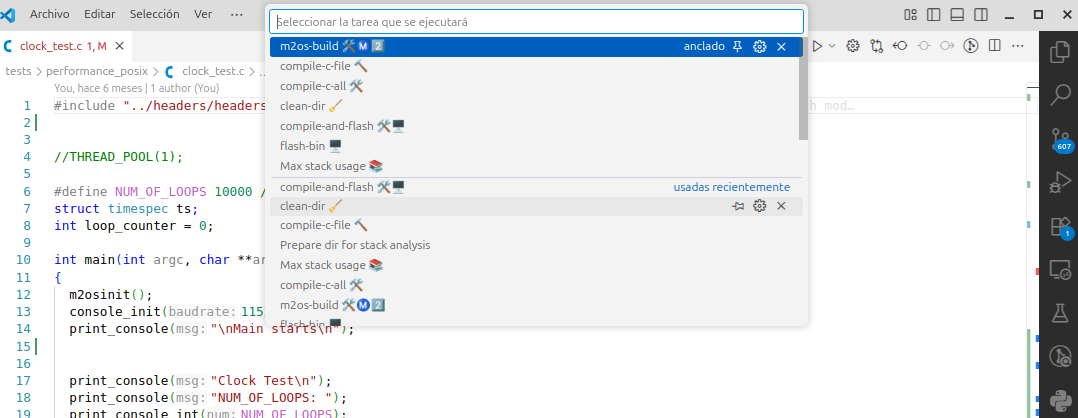 Archivo Editar Selección Ver ···
Seleccionar la tarea que se ejecutará
clock_test.c 1, M
tests > performance_posix > clock_test.c > ...
You, hace 6 meses | 1 author (You)
m2os-build 🛠️Ⓜ️2️⃣ anclado
compile-c-file 🔨
compile-c-all 🛠️
clean-dir 🧹
compile-and-flash 🛠️🖥️
flash-bin 🖥️
Max stack usage 📚
compile-and-flash 🛠️🖥️ usadas recientemente
clean-dir 🧹
compile-c-file 🔨
Prepare dir for stack analysis
Max stack usage 📚
compile-c-all 🛠️
m2os-build 🛠️Ⓜ️2️⃣
flash-bin 🖥️
1 #include "../headers/headers h mod…
2
3
4 //THREAD_POOL(1);
5
6 #define NUM_OF_LOOPS 10000 /
7 struct timespec ts;
8 int loop_counter = 0;
9
10 int main(int argc, char **ar
11 {
12 m2osinit();
13 console_init(baudrate: 115
14 print_console(msg: "\nMain starts\n");
15
16
17 print_console(msg: "Clock Test\n");
18 print_console(msg: "NUM_OF_LOOPS: ");
19 print_console_int(num: NUM_OF_LOOPS);
607
1